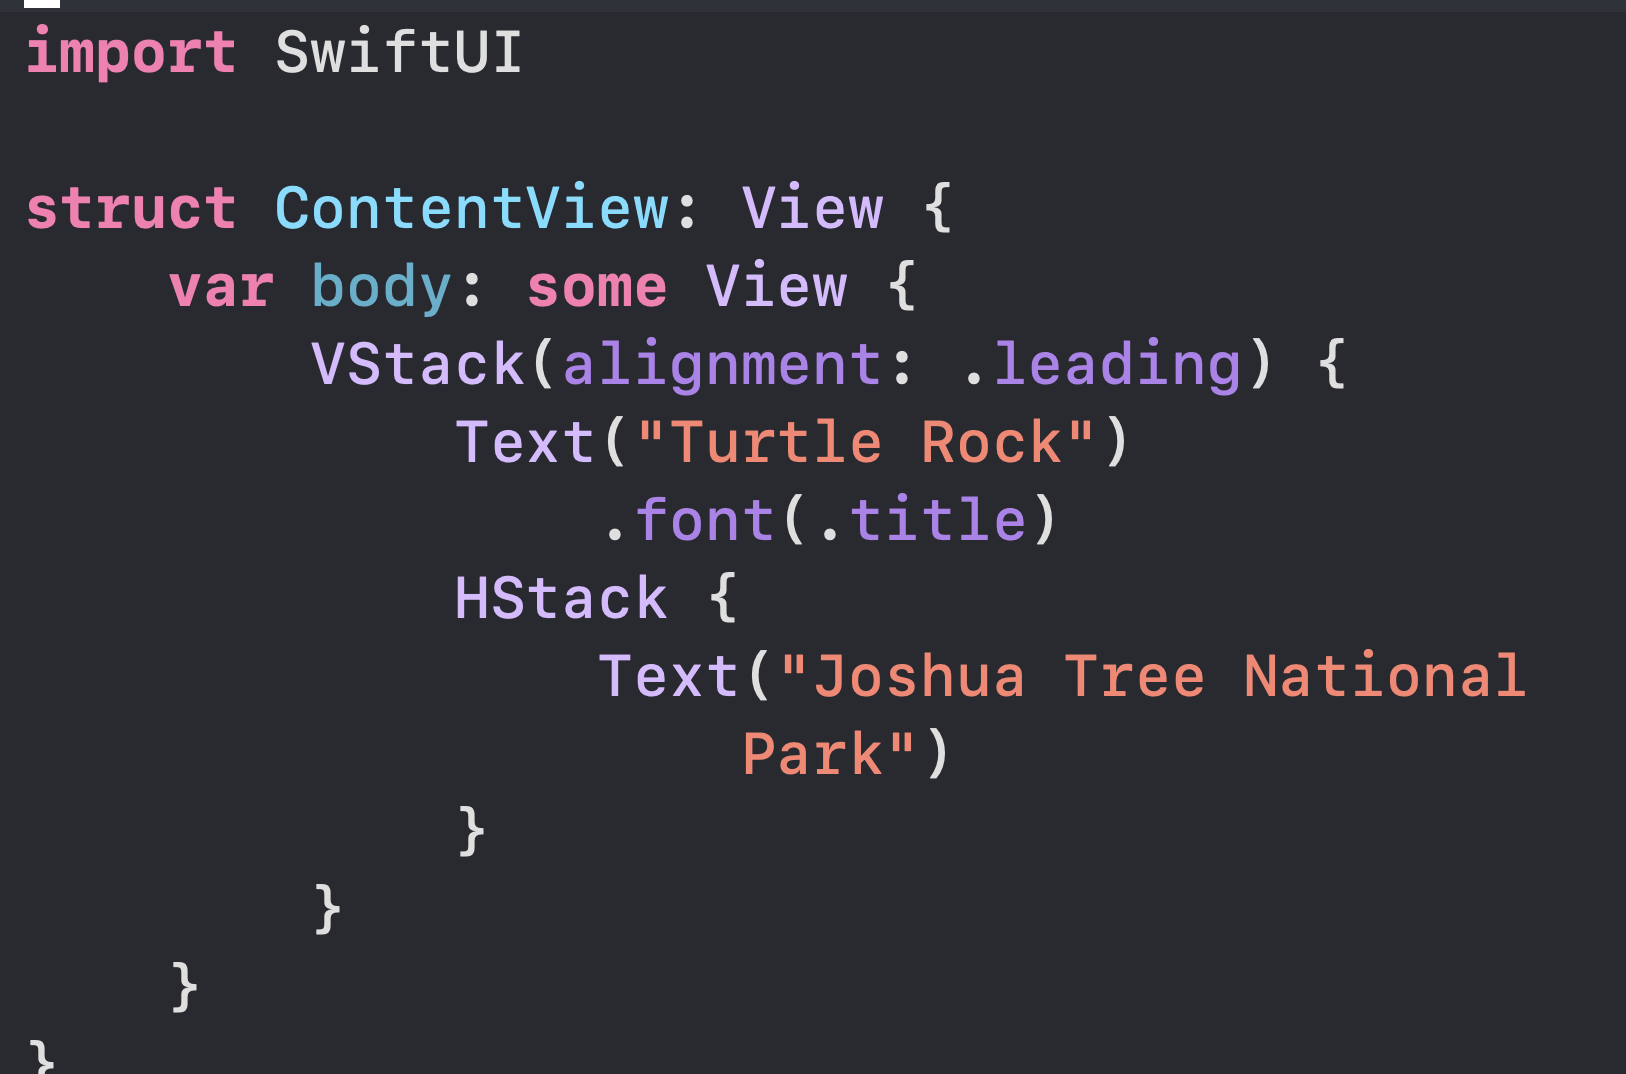 import SwiftUI

struct ContentView: View {
    var body: some View {
        VStack(alignment: .leading) {
            Text("Turtle Rock")
                .font(.title)
            HStack {
                Text("Joshua Tree National
                    Park")
            }
        }
    }
}